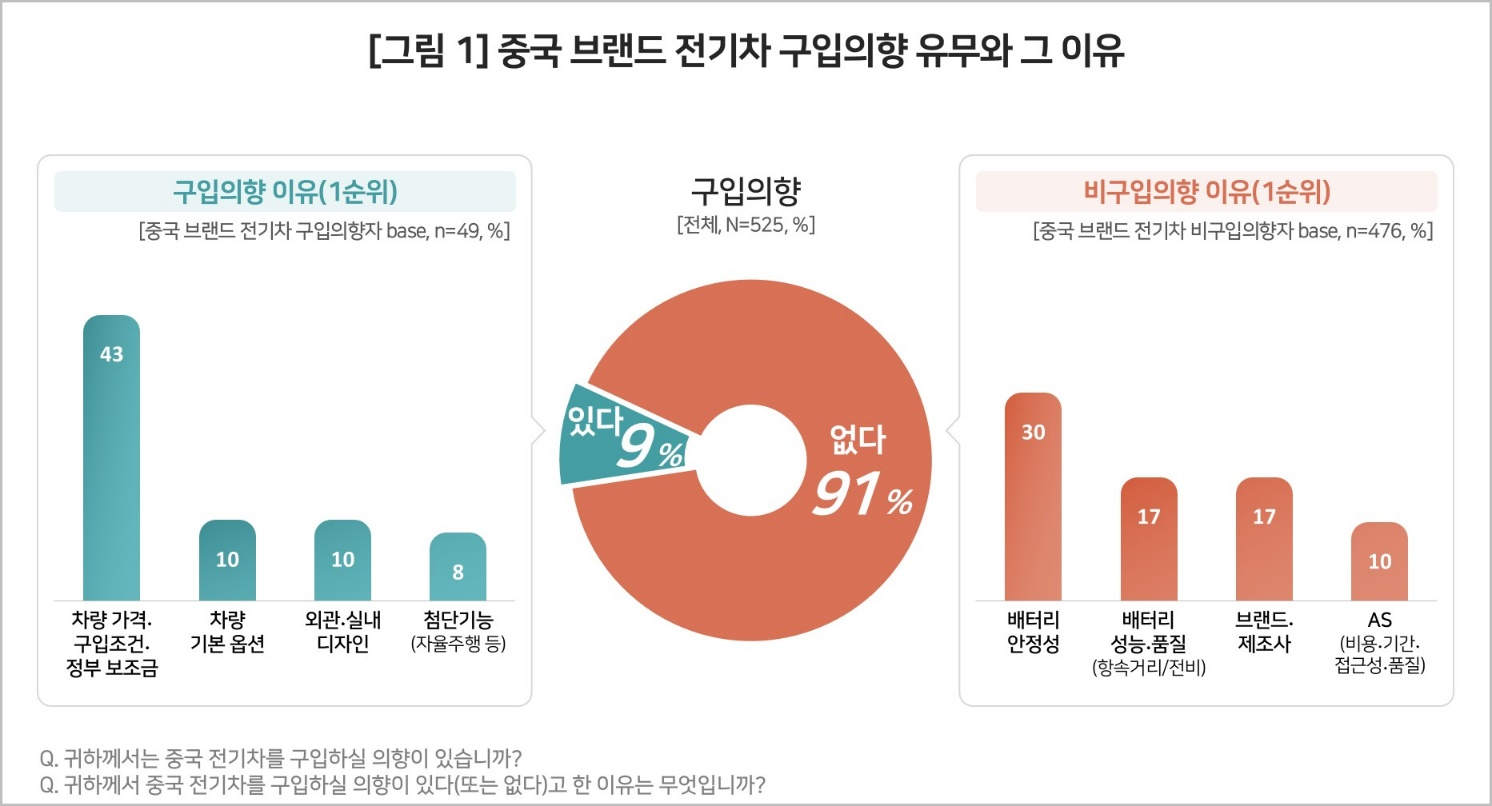 [그림 1] 중국 브랜드 전기차 구입의향 유무와 그 이유
구입의향 이유(1순위)
[중국 브랜드 전기차 구입의향자 base, n=49, %]
43
10
10
8
차량 가격·
구입조건·
정부 보조금
차량
기본 옵션
외관·실내
디자인
첨단기능
(자율주행 등)
구입의향
[전체, N=525, %]
있다
9 %
없다
91 %
비구입의향 이유(1순위)
[중국 브랜드 전기차 비구입의향자 base, n=476, %]
30
17
17
10
배터리
안정성
배터리
성능·품질
(항속거리/전비)
브랜드·
제조사
AS
(비용·기간·
접근성·품질)
Q. 귀하께서는 중국 전기차를 구입하실 의향이 있습니까?
Q. 귀하께서 중국 전기차를 구입하실 의향이 있다(또는 없다)고 한 이유는 무엇입니까?